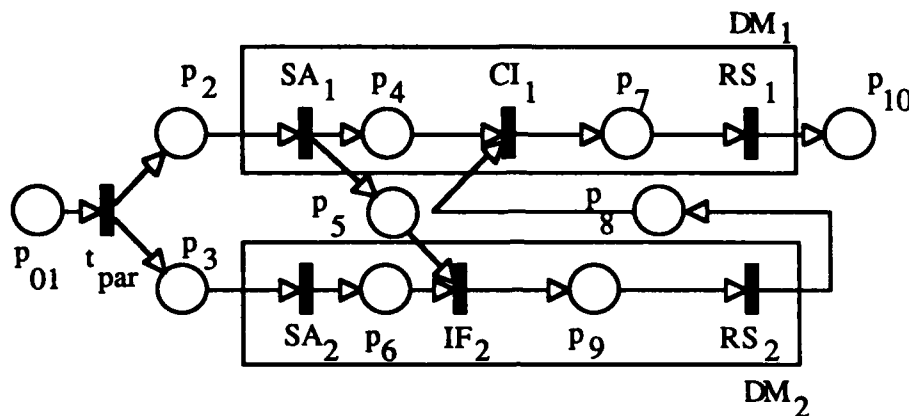 DM1
p2 SA1 p4 CI1 p7 RS1 p10
p5 p8
p01 tpar p3
SA2 p6 IF2 p9 RS2
DM2